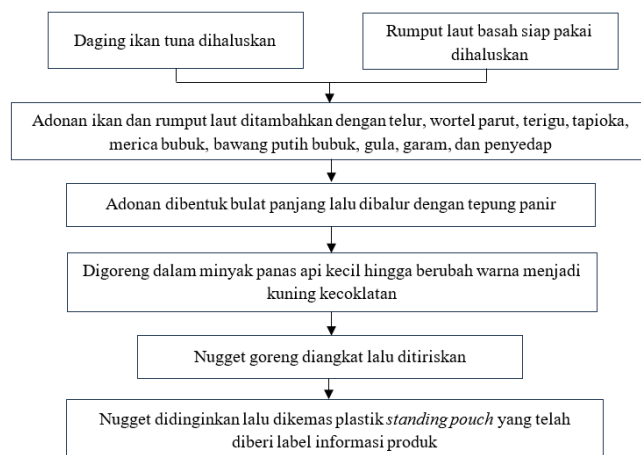 Daging ikan tuna dihaluskan
Rumput laut basah siap pakai
dihaluskan
Adonan ikan dan rumput laut ditambahkan dengan telur, wortel parut, terigu, tapioka,
merica bubuk, bawang putih bubuk, gula, garam, dan penyedap
Adonan dibentuk bulat panjang lalu dibalur dengan tepung panir
Digoreng dalam minyak panas api kecil hingga berubah warna menjadi
kuning kecoklatan
Nugget goreng diangkat lalu ditiriskan
Nugget didinginkan lalu dikemas plastik standing pouch yang telah
diberi label informasi produk